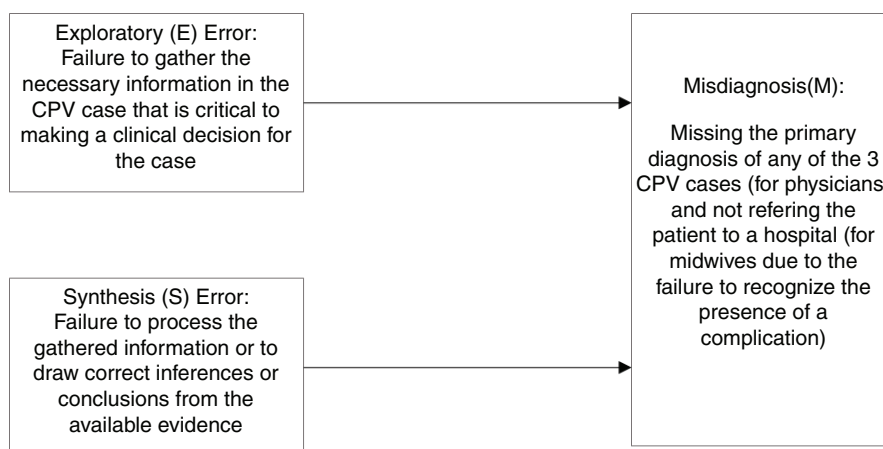 Exploratory (E) Error:
Failure to gather the
necessary information in the
CPV case that is critical to
making a clinical decision for
the case
Synthesis (S) Error:
Failure to process the
gathered information or to
draw correct inferences or
conclusions from the
available evidence
Misdiagnosis(M):
Missing the primary
diagnosis of any of the 3
CPV cases (for physicians
and not refering the
patient to a hospital (for
midwives due to the
failure to recognize the
presence of a
complication)